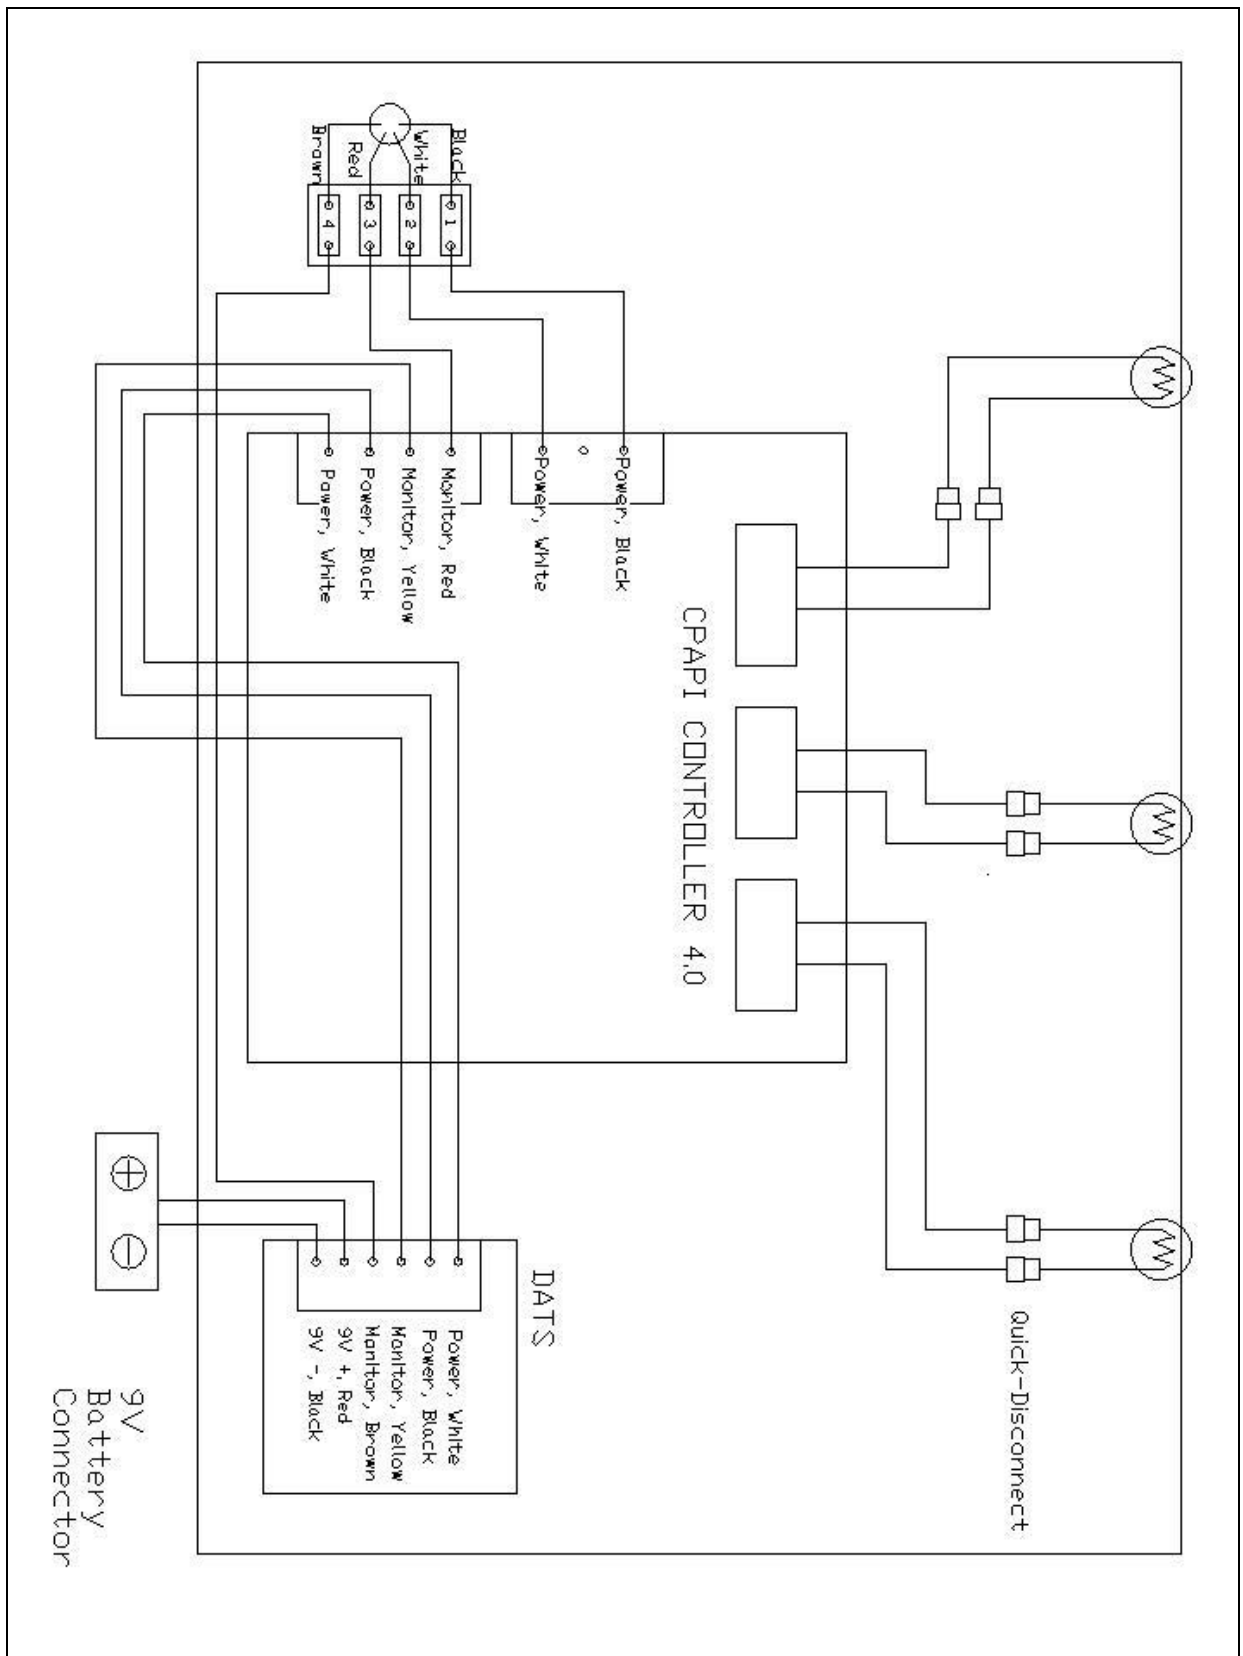 Black
White
Red
Brown
1
2
3
4
Power, Black
Power, White
Monitor, Red
Monitor, Yellow
Power, Black
Power, White
CPAPI CONTROLLER 4.0
Quick-Disconnect
DATS
Power, White
Power, Black
Monitor, Yellow
Monitor, Brown
9V +, Red
9V -, Black
+
-
9V
Battery
Connector